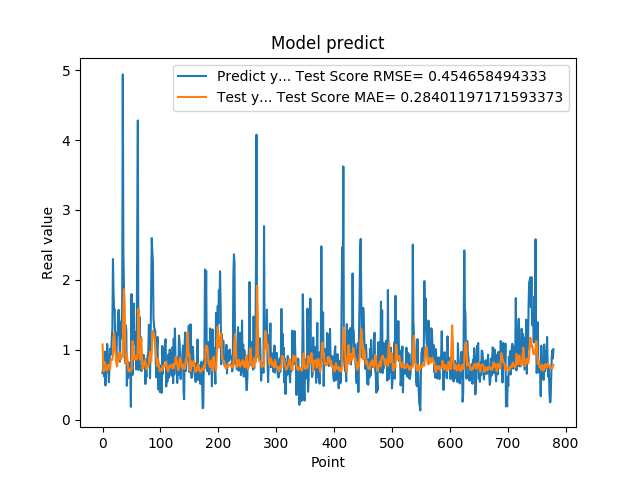 Model predict
Predict y... Test Score RMSE= 0.454658494333
Test y... Test Score MAE= 0.28401197171593373
Real value
5
4
3
2
1
0
0 100 200 300 400 500 600 700 800
Point